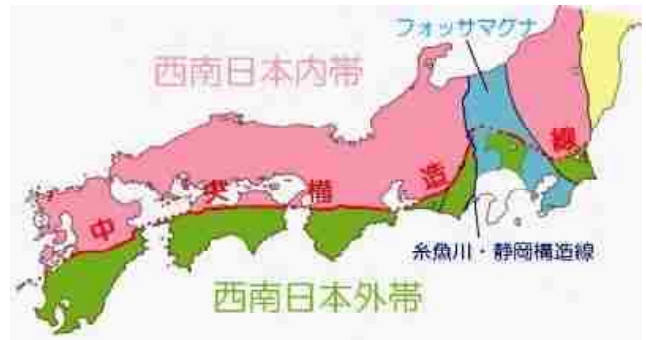 フォッサマグナ
西南日本内帯
中央構造線
糸魚川・静岡構造線
西南日本外帯